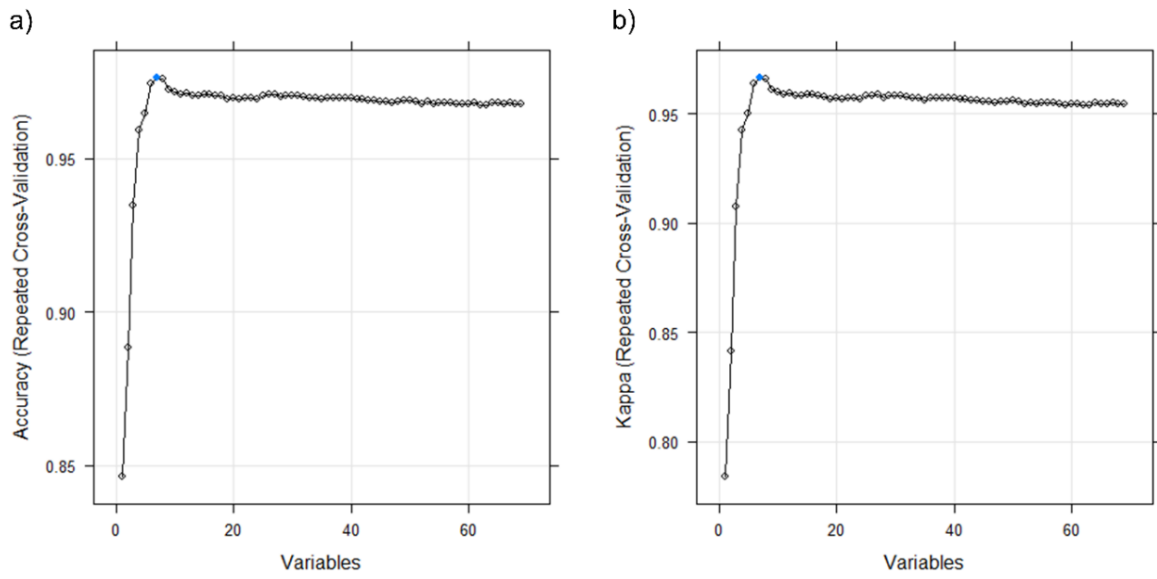 a)
Accuracy (Repeated Cross-Validation)
0.95
0.90
0.85
0 20 40 60
Variables
b)
Kappa (Repeated Cross-Validation)
0.95
0.90
0.85
0.80
0 20 40 60
Variables